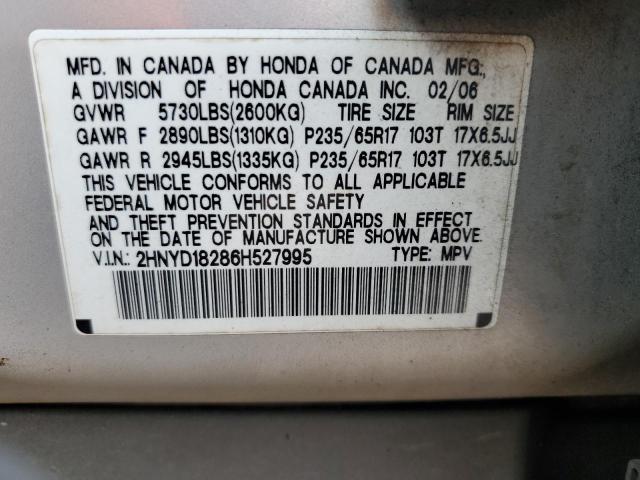 MFD. IN CANADA BY HONDA OF CANADA MFG.,
A DIVISION OF HONDA CANADA INC. 02/06
GVWR 5730LBS(2600KG) TIRE SIZE RIM SIZE
GAWR F 2890LBS(1310KG) P235/65R17 103T 17X6.5JJ
GAWR R 2945LBS(1335KG) P235/65R17 103T 17X6.5JJ
THIS VEHICLE CONFORMS TO ALL APPLICABLE
FEDERAL MOTOR VEHICLE SAFETY
AND THEFT PREVENTION STANDARDS IN EFFECT
ON THE DATE OF MANUFACTURE SHOWN ABOVE.
V.I.N.: 2HNYD18286H527995 TYPE: MPV